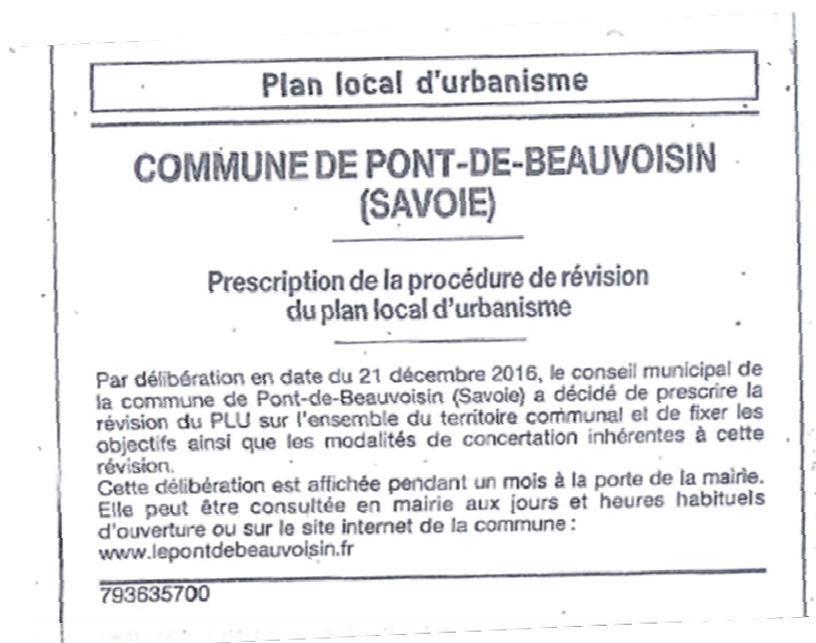 Plan local d'urbanisme
COMMUNE DE PONT-DE-BEAUVOISIN
(SAVOIE)
Prescription de la procédure de révision
du plan local d'urbanisme
Par délibération en date du 21 décembre 2016, le conseil municipal de
la commune de Pont-de-Beauvoisin (Savoie) a décidé de prescrire la
révision du PLU sur l'ensemble du territoire communal et de fixer les
objectifs ainsi que les modalités de concertation inhérentes à cette
révision.
Cette délibération est affichée pendant un mois à la porte de la mairie.
Elle peut être consultée en mairie aux jours et heures habituels
d'ouverture ou sur le site internet de la commune :
www.lepontdebeauvoisin.fr
793635700